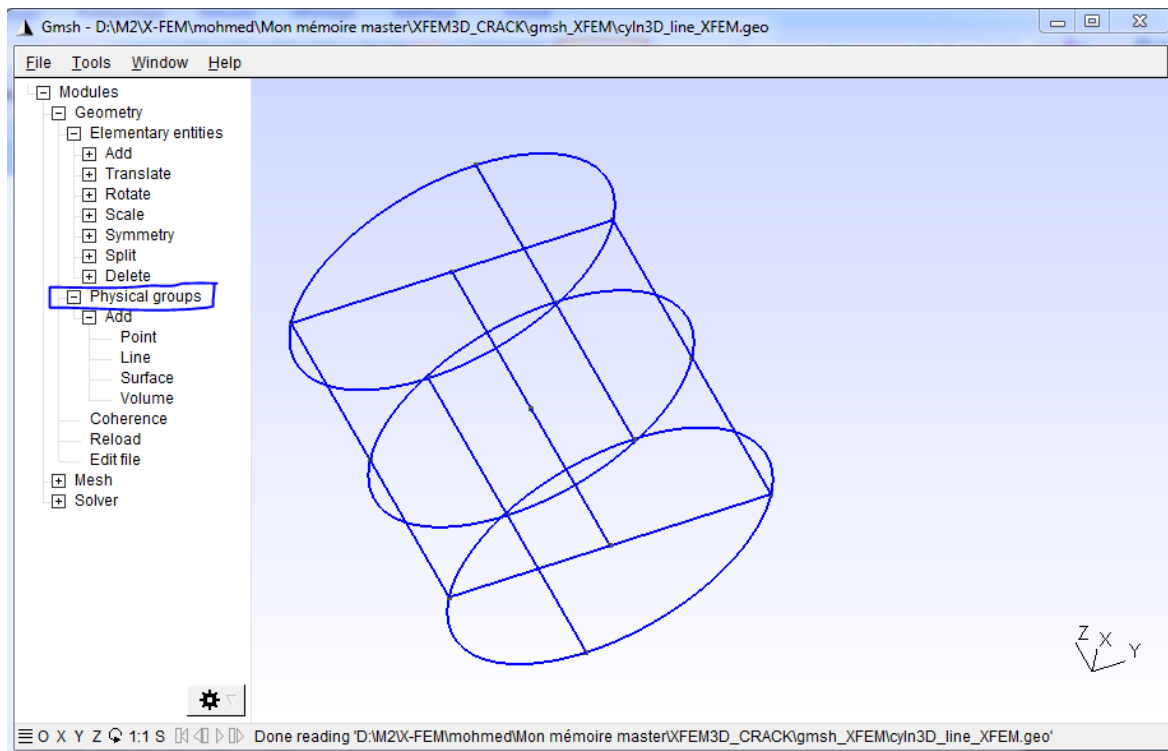 Gmsh - D:\M2\X-FEM\mohmed\Mon mémoire master\XFEM3D_CRACK\gmsh_XFEM\cyln3D_line_XFEM.geo
File Tools Window Help
Modules
Geometry
Elementary entities
Add
Translate
Rotate
Scale
Symmetry
Split
Delete
Physical groups
Add
Point
Line
Surface
Volume
Coherence
Reload
Edit file
Mesh
Solver
Z X Y
O X Y Z 1:1 S Done reading 'D:\M2\X-FEM\mohmed\Mon mémoire master\XFEM3D_CRACK\gmsh_XFEM\cyln3D_line_XFEM.geo'